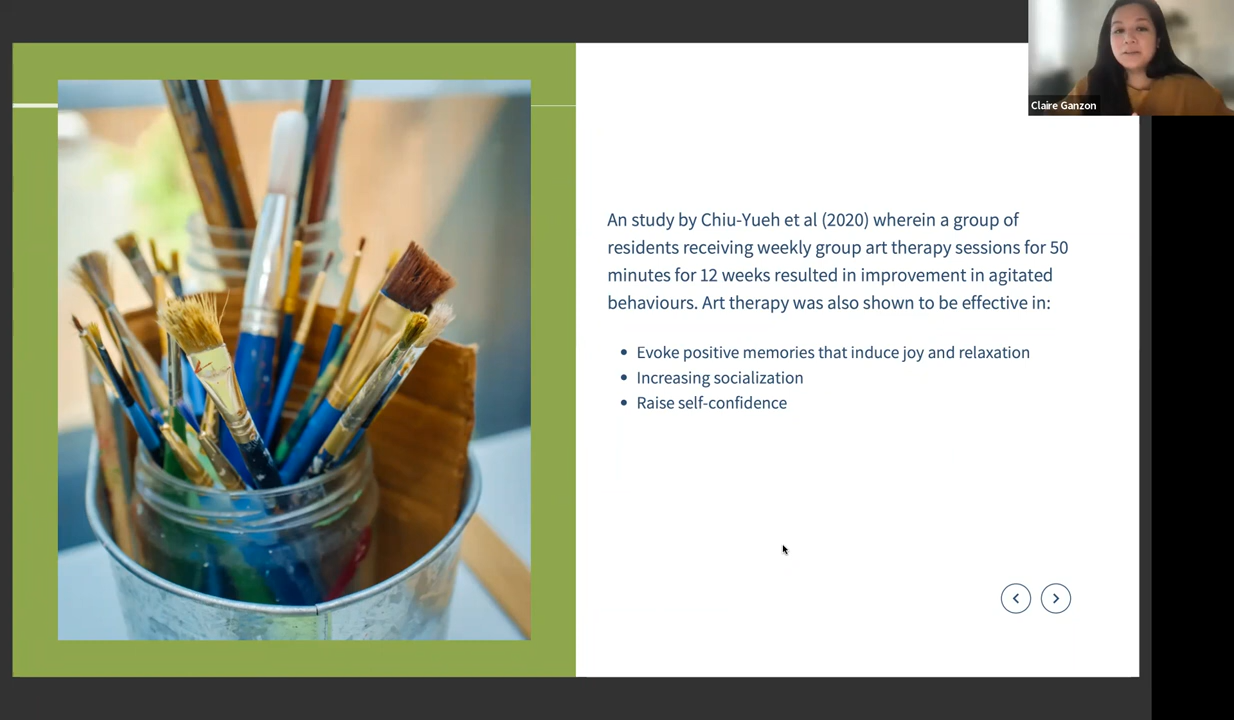 Claire Ganzon
An study by Chiu-Yueh et al (2020) wherein a group of
residents receiving weekly group art therapy sessions for 50
minutes for 12 weeks resulted in improvement in agitated
behaviours. Art therapy was also shown to be effective in:
• Evoke positive memories that induce joy and relaxation
• Increasing socialization
• Raise self-confidence